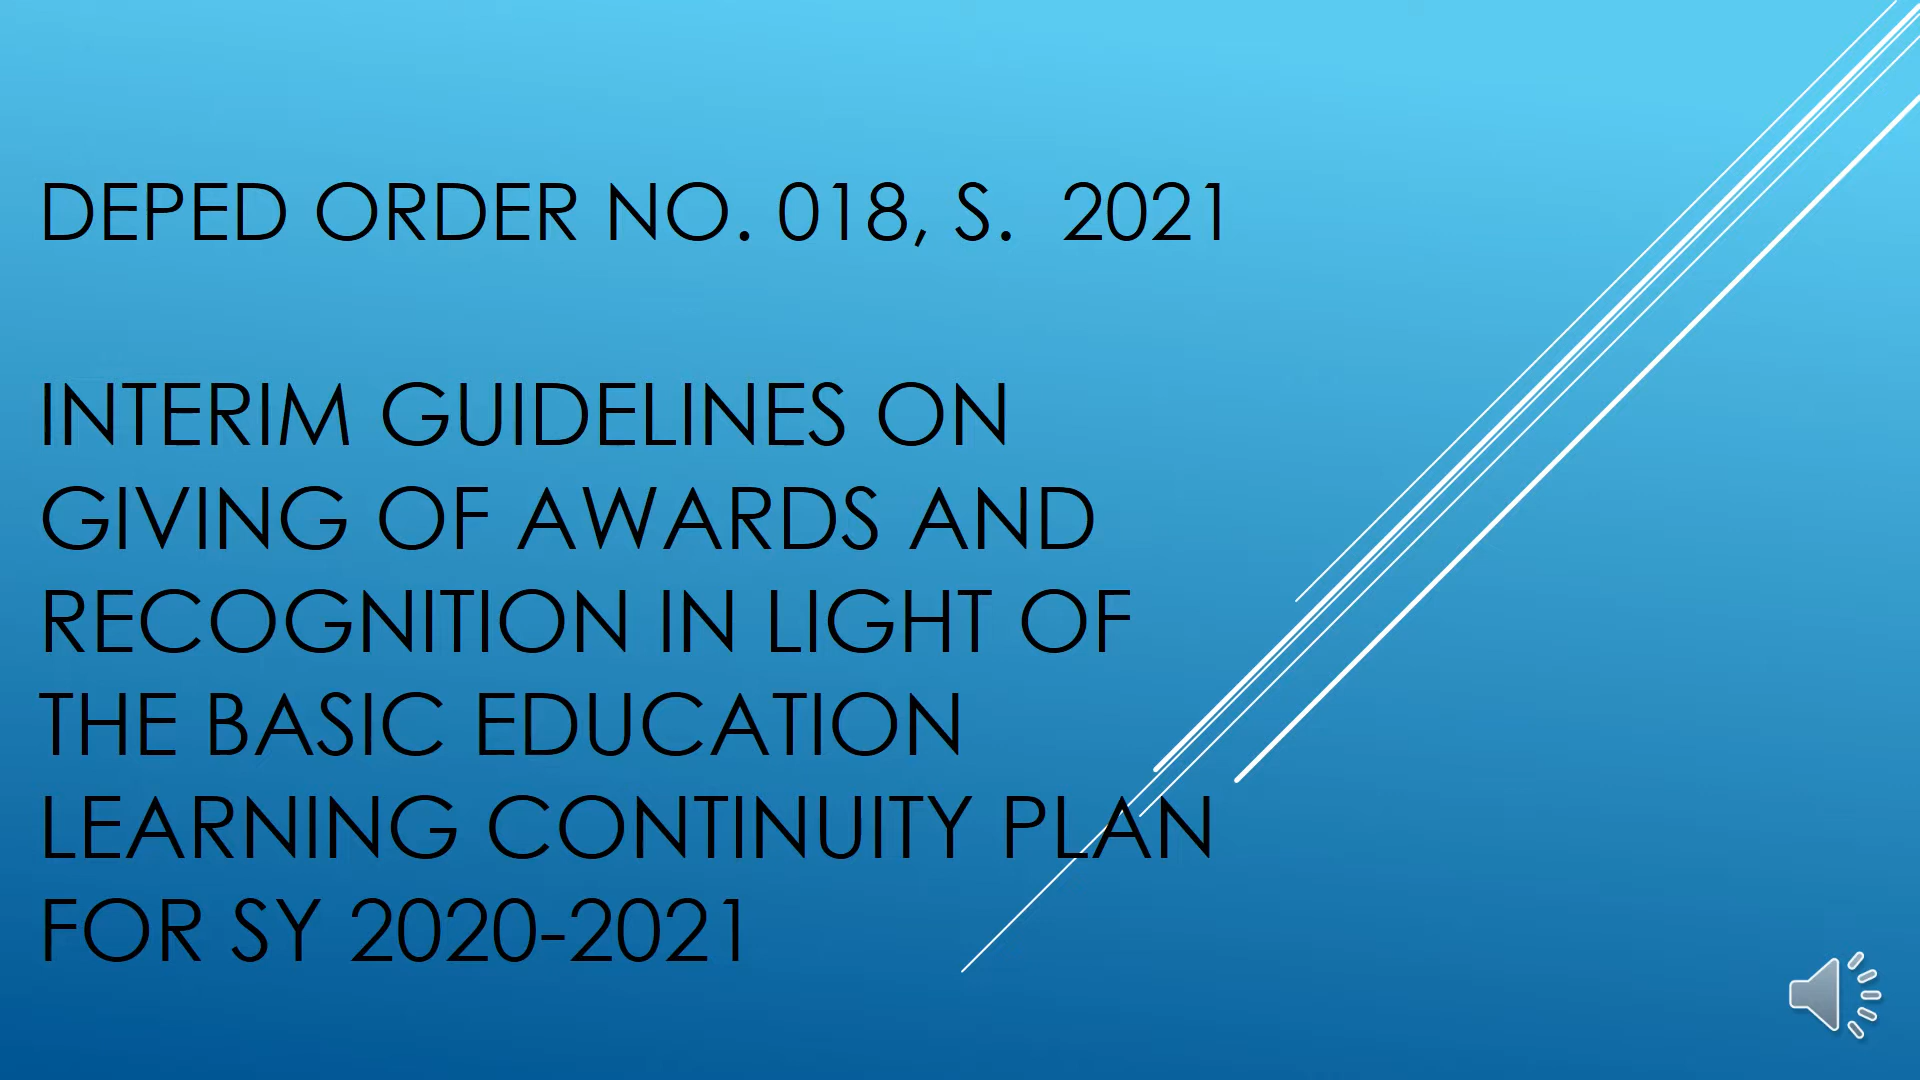 DEPED ORDER NO. 018, S.  2021
INTERIM GUIDELINES ON
GIVING OF AWARDS AND
RECOGNITION IN LIGHT OF
THE BASIC EDUCATION
LEARNING CONTINUITY PLAN
FOR SY 2020-2021